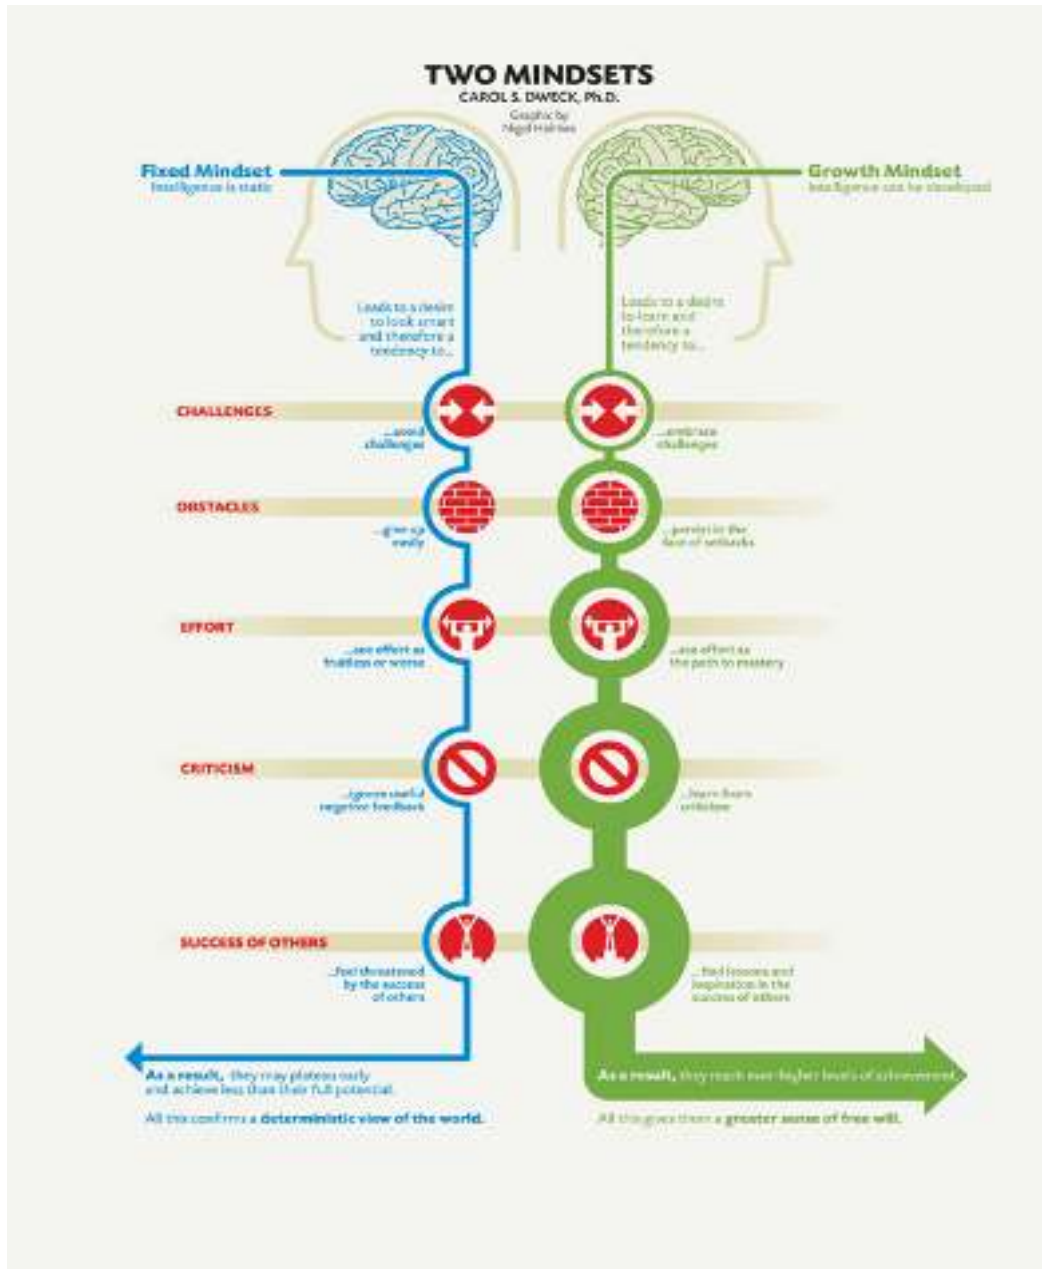 TWO MINDSETS
CAROL S. DWECK, Ph.D.
Graphic by
Nigel Holmes
Fixed Mindset
Intelligence is static
Growth Mindset
Intelligence can be developed
Leads to a desire
to look smart
and therefore a
tendency to...
Leads to a desire
to learn and
therefore a
tendency to...
CHALLENGES
...avoid
challenges
...embrace
challenges
OBSTACLES
...give up
easily
...persist in the
face of setbacks
EFFORT
...see effort as
fruitless or worse
...see effort as
the path to mastery
CRITICISM
...ignore useful
negative feedback
...learn from
criticism
SUCCESS OF OTHERS
...feel threatened
by the success
of others
...find lessons and
inspiration in the
success of others
As a result, they may plateau early
and achieve less than their full potential.
All this confirms a deterministic view of the world.
As a result, they reach ever-higher levels of achievement.
All this gives them a greater sense of free will.